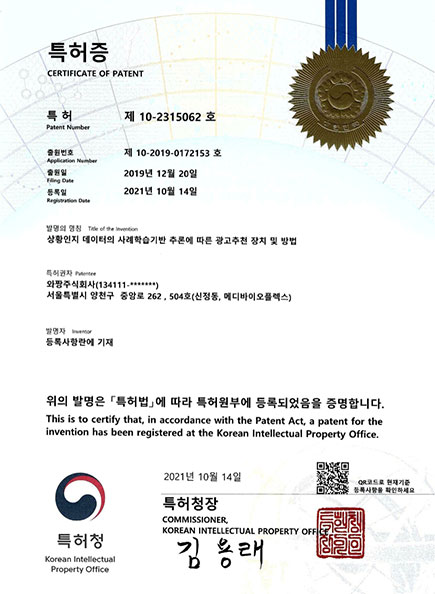 특허증
CERTIFICATE OF PATENT
특 허 제 10-2315062 호
Patent Number
출원번호 제 10-2019-0172153 호
Application Number
출원일 2019년 12월 20일
Filing Date
등록일 2021년 10월 14일
Registration Date
발명의 명칭 Title of the Invention
상황인지 데이터의 사례학습기반 추론에 따른 광고추천 장치 및 방법
특허권자 Patentee
와짱주식회사(134111-*******)
서울특별시 양천구 중앙로 262 , 504호(신정동, 메디바이오플렉스)
발명자 Inventor
등록사항란에 기재
위의 발명은 「특허법」에 따라 특허원부에 등록되었음을 증명합니다.
This is to certify that, in accordance with the Patent Act, a patent for the
invention has been registered at the Korean Intellectual Property Office.
2021년 10월 14일
QR코드로 현재기준
등록사항을 확인하세요
특허청장
COMMISSIONER,
KOREAN INTELLECTUAL PROPERTY OFFICE
김용래
특허청
Korean Intellectual
Property Office